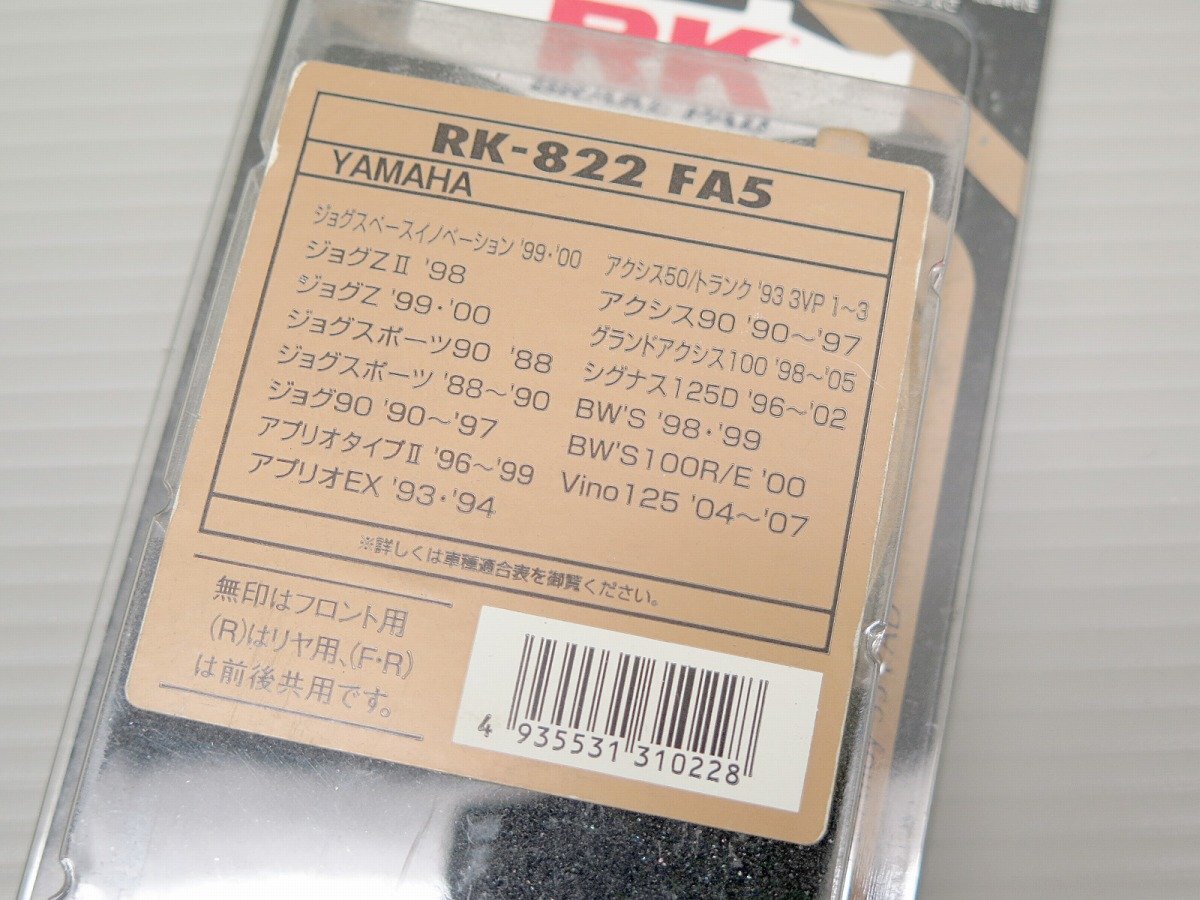 RK
BRAKE PAD
RK-822 FA5
YAMAHA
ジョグスペースイノベーション '99・'00
ジョグZⅡ '98
ジョグZ '99・'00
ジョグスポーツ90 '88
ジョグスポーツ '88〜'90
ジョグ90 '90〜'97
アプリオタイプⅡ '96〜'99
アプリオEX '93・'94
アクシス50/トランク '93 3VP 1〜3
アクシス90 '90〜'97
グランドアクシス100 '98〜'05
シグナス125D '96〜'02
BW'S '98・'99
BW'S100R/E '00
Vino125 '04〜'07
※詳しくは車種適合表を御覧ください。
無印はフロント用
(R)はリヤ用、(F・R)
は前後共用です。
4 935531 310228